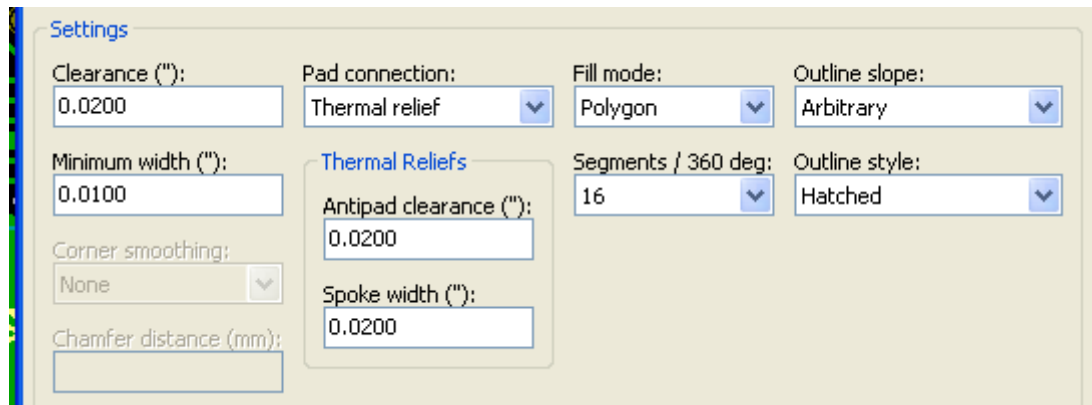 Settings
Clearance ("):
0.0200
Pad connection:
Thermal relief
Fill mode:
Polygon
Outline slope:
Arbitrary
Minimum width ("):
0.0100
Thermal Reliefs
Antipad clearance ("):
0.0200
Spoke width ("):
0.0200
Segments / 360 deg:
16
Outline style:
Hatched
Corner smoothing:
None
Chamfer distance (mm):